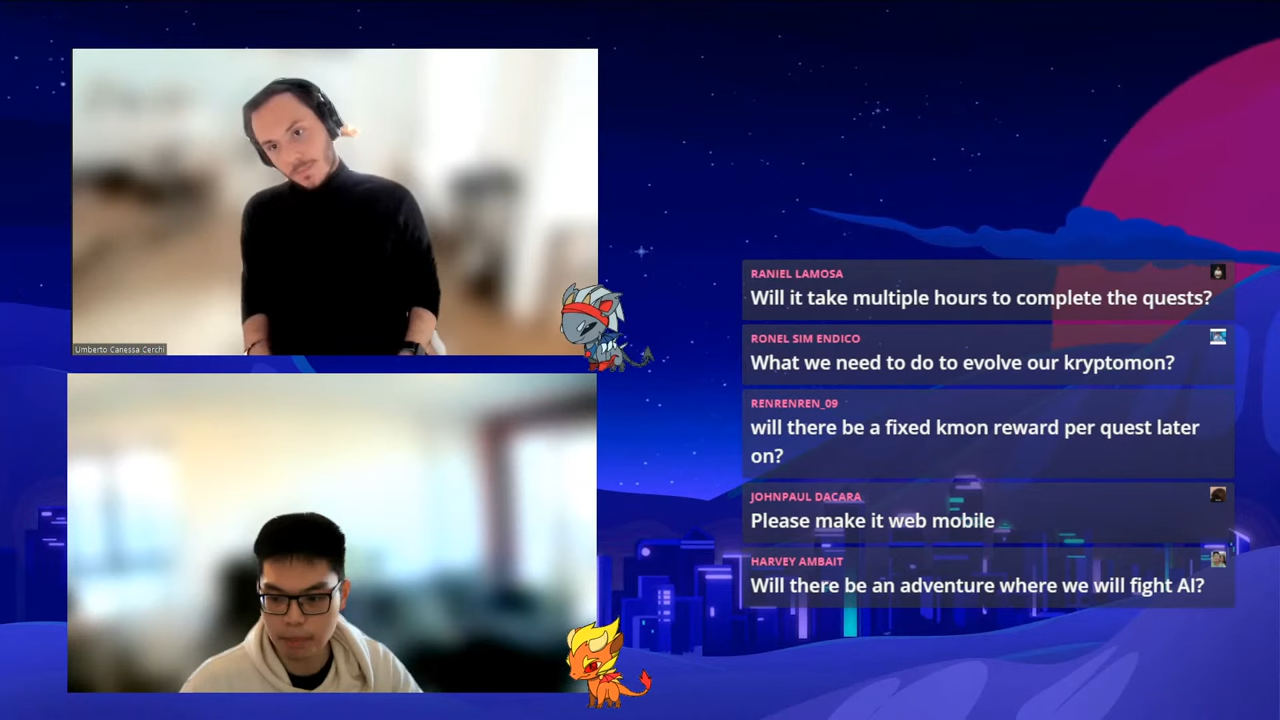 Umberto Canessa Cerchi
RANIEL LAMOSA
Will it take multiple hours to complete the quests?
RONEL SIM ENDICO
What we need to do to evolve our kryptomon?
RENRENREN_09
will there be a fixed kmon reward per quest later
on?
JOHNPAUL DACARA
Please make it web mobile
HARVEY AMBAIT
Will there be an adventure where we will fight AI?